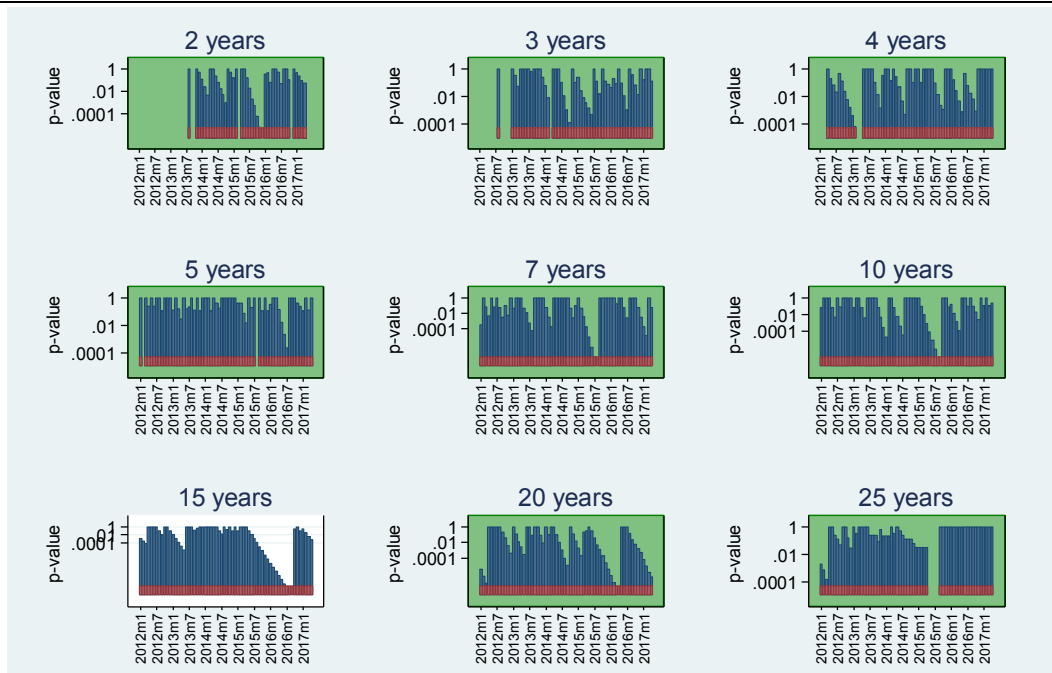 2 years
p-value
1
.01
.0001
2012m1
2012m7
2013m1
2013m7
2014m1
2014m7
2015m1
2015m7
2016m1
2016m7
2017m1
3 years
p-value
1
.01
.0001
2012m1
2012m7
2013m1
2013m7
2014m1
2014m7
2015m1
2015m7
2016m1
2016m7
2017m1
4 years
p-value
1
.01
.0001
2012m1
2012m7
2013m1
2013m7
2014m1
2014m7
2015m1
2015m7
2016m1
2016m7
2017m1
5 years
p-value
1
.01
.0001
2012m1
2012m7
2013m1
2013m7
2014m1
2014m7
2015m1
2015m7
2016m1
2016m7
2017m1
7 years
p-value
1
.01
.0001
2012m1
2012m7
2013m1
2013m7
2014m1
2014m7
2015m1
2015m7
2016m1
2016m7
2017m1
10 years
p-value
1
.01
.0001
2012m1
2012m7
2013m1
2013m7
2014m1
2014m7
2015m1
2015m7
2016m1
2016m7
2017m1
15 years
p-value
1
.01
.0001
2012m1
2012m7
2013m1
2013m7
2014m1
2014m7
2015m1
2015m7
2016m1
2016m7
2017m1
20 years
p-value
1
.01
.0001
2012m1
2012m7
2013m1
2013m7
2014m1
2014m7
2015m1
2015m7
2016m1
2016m7
2017m1
25 years
p-value
1
.01
.0001
2012m1
2012m7
2013m1
2013m7
2014m1
2014m7
2015m1
2015m7
2016m1
2016m7
2017m1